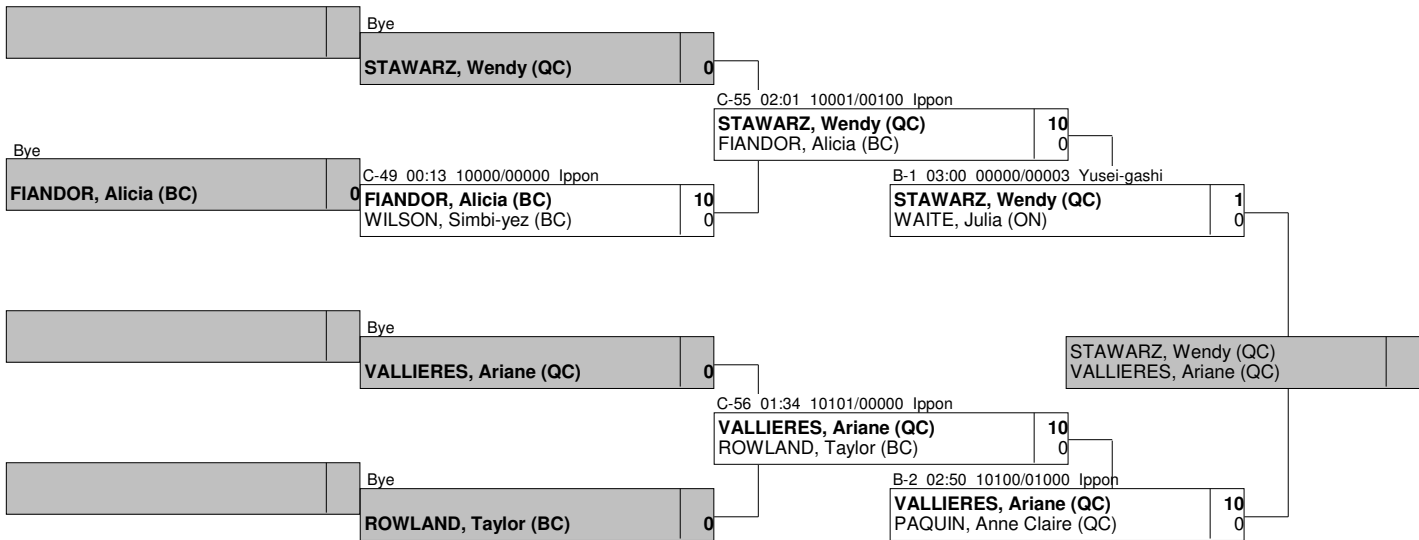 Bye
STAWARZ, Wendy (QC) 0
C-55 02:01 10001/00100 Ippon
STAWARZ, Wendy (QC) 10
FIANDOR, Alicia (BC) 0
Bye
FIANDOR, Alicia (BC) 0
C-49 00:13 10000/00000 Ippon
FIANDOR, Alicia (BC) 10
WILSON, Simbi-yez (BC) 0
B-1 03:00 00000/00003 Yusei-gashi
STAWARZ, Wendy (QC) 1
WAITE, Julia (ON) 0
Bye
VALLIERES, Ariane (QC) 0
STAWARZ, Wendy (QC)
VALLIERES, Ariane (QC)
C-56 01:34 10101/00000 Ippon
VALLIERES, Ariane (QC) 10
ROWLAND, Taylor (BC) 0
Bye
ROWLAND, Taylor (BC) 0
B-2 02:50 10100/01000 Ippon
VALLIERES, Ariane (QC) 10
PAQUIN, Anne Claire (QC) 0